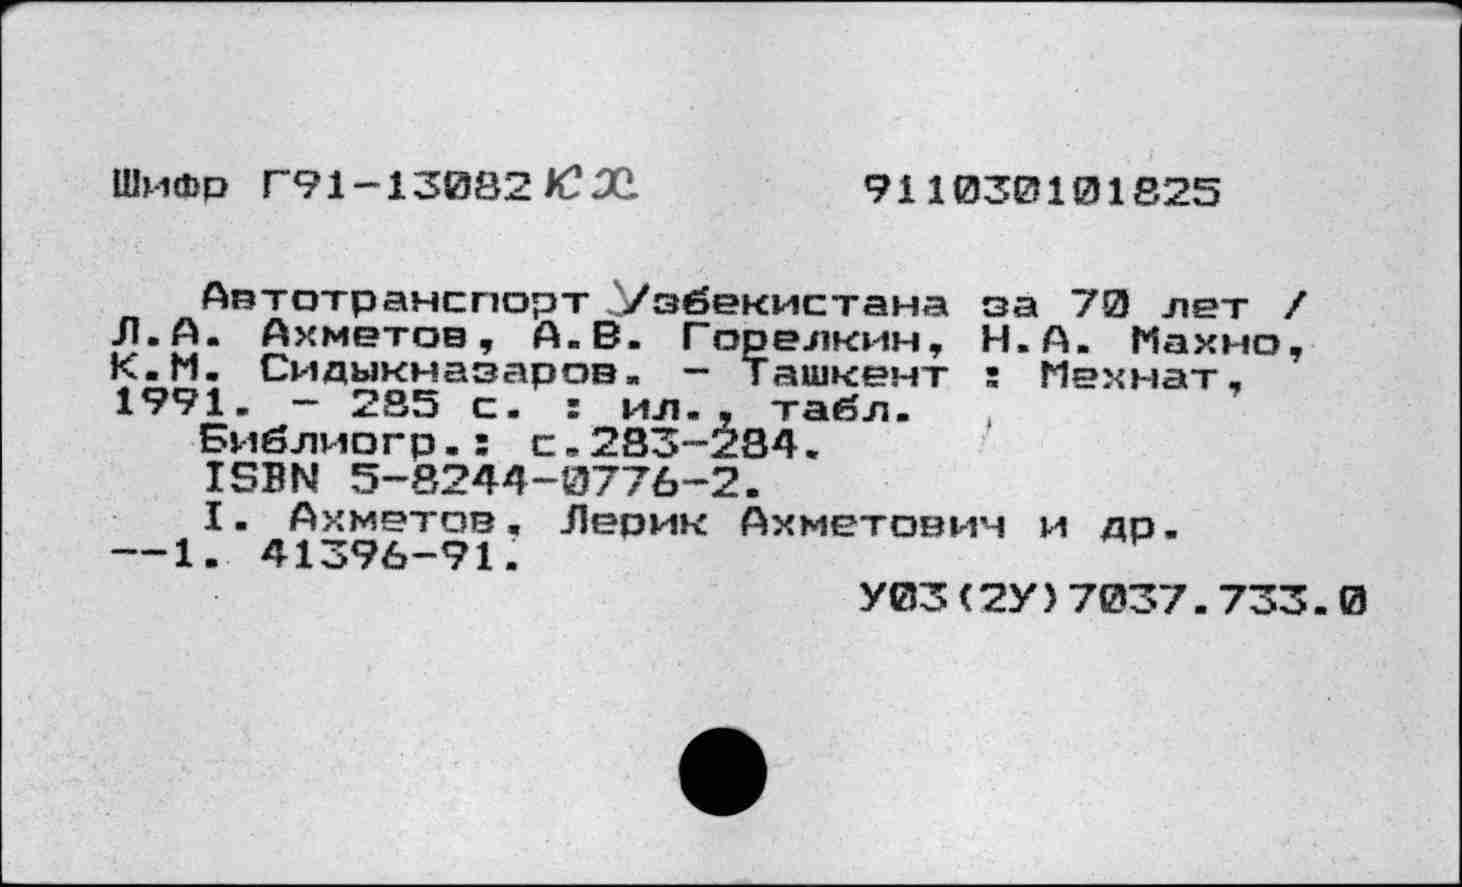 Шифр Г91-13082 КХ 911030101825
Автотранспорт Узбекистана за 70 лет /
Л.А. Ахметов, А.В. Горелкин, Н.А. Махно,
К.М. Сидыкназаров. - Ташкент : Мехнат,
1991. - 285 с. : ил., табл.
Библиогр.: с.283-284.
ISBN 5-8244-0776-2.
I. Ахметов, Лерик Ахметович и др.
--1. 41396-91.
У03(2У)7037.733.0